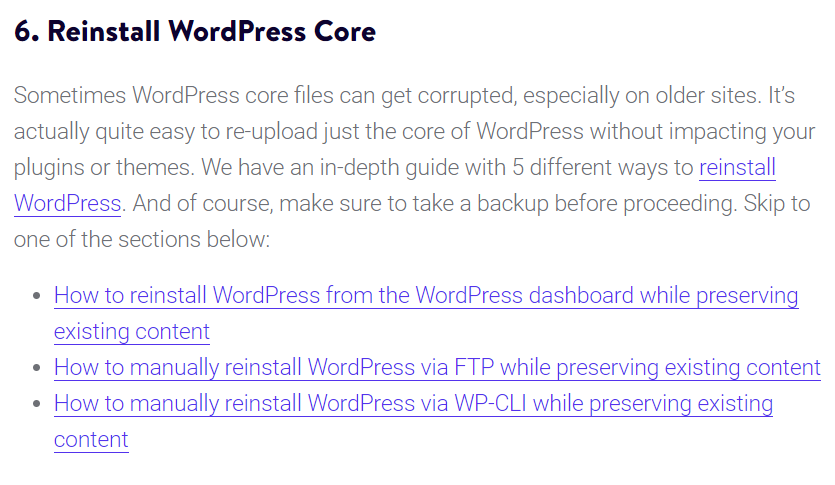 6. Reinstall WordPress Core
Sometimes WordPress core files can get corrupted, especially on older sites. It’s
actually quite easy to re-upload just the core of WordPress without impacting your
plugins or themes. We have an in-depth guide with 5 different ways to reinstall
WordPress. And of course, make sure to take a backup before proceeding. Skip to
one of the sections below:
• How to reinstall WordPress from the WordPress dashboard while preserving
existing content
• How to manually reinstall WordPress via FTP while preserving existing content
• How to manually reinstall WordPress via WP-CLI while preserving existing
content